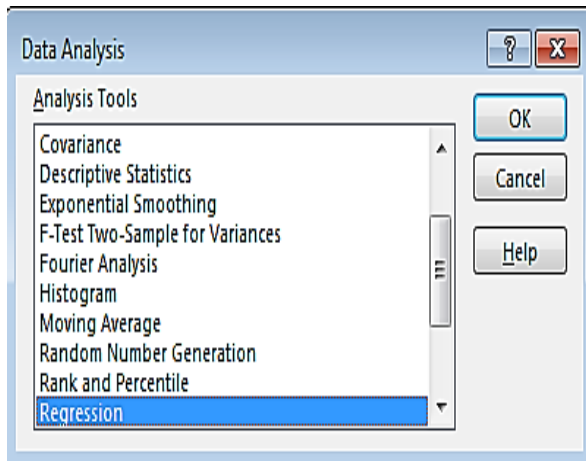 Data Analysis
?
Analysis Tools
OK
Covariance
Descriptive Statistics
Cancel
Exponential Smoothing
F-Test Two-Sample for Variances
Help
Fourier Analysis
Histogram
Moving Average
Random Number Generation
Rank and Percentile
Regression